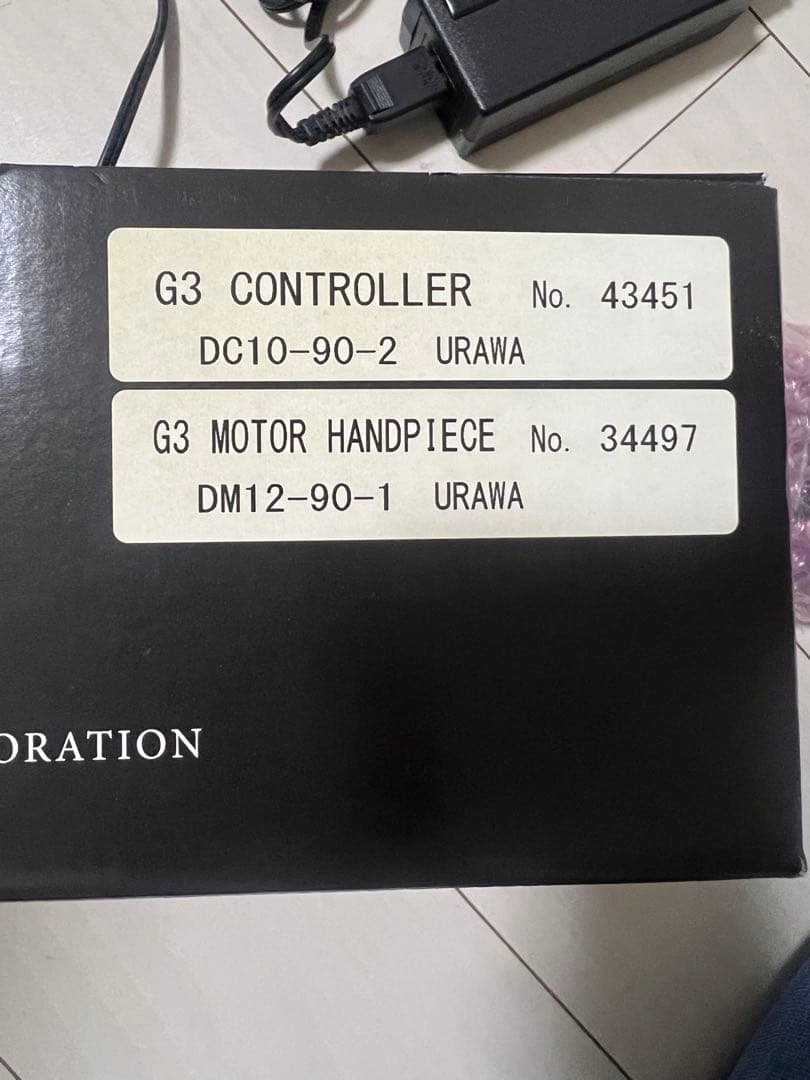 G3 CONTROLLER No. 43451
DC10-90-2 URAWA
G3 MOTOR HANDPIECE No. 34497
DM12-90-1 URAWA
ORATION